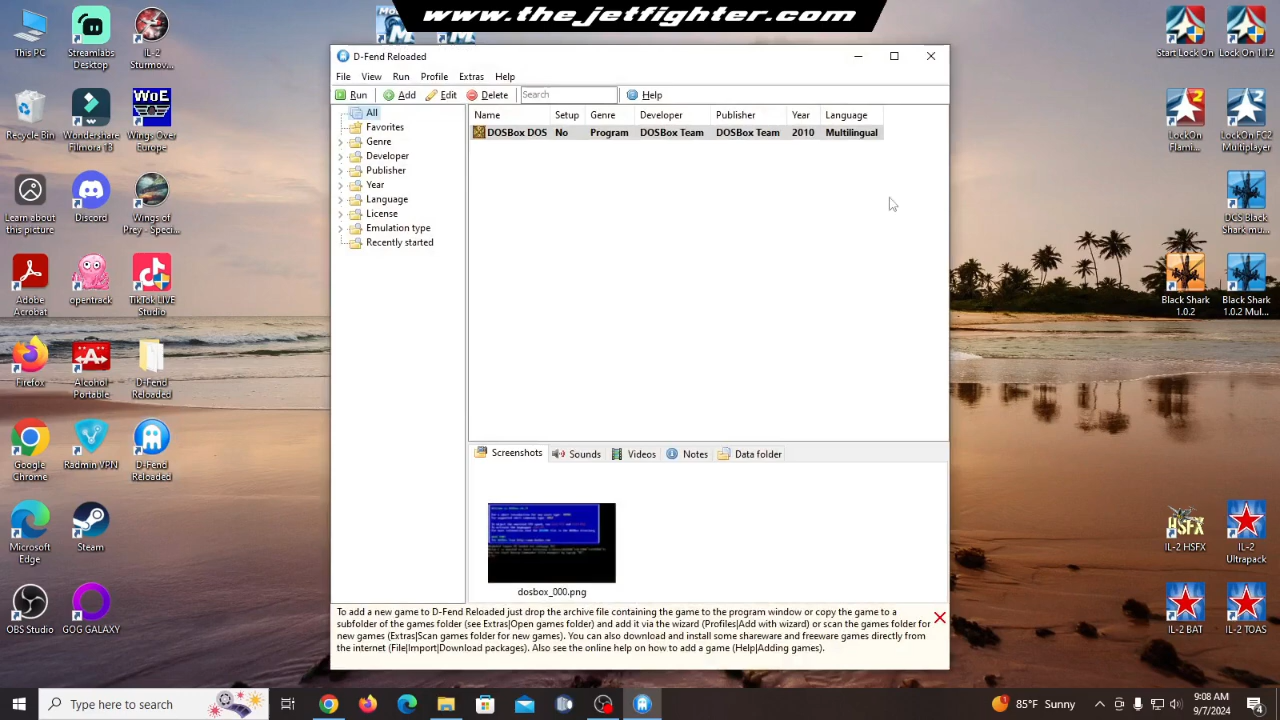 www.thejetfighter.com
This PC
Streamlabs
Desktop
IL-2
Sturmov...
Start Lock On
Lock On 1.12
D-Fend Reloaded
File View Run Profile Extras Help
Run Add Edit Delete Search Help
Name Setup Genre Developer Publisher Year Language
DOSBox DOS No Program DOSBox Team DOSBox Team 2010 Multilingual
All
Favorites
Genre
Developer
Publisher
Year
Language
License
Emulation type
Recently started
Recycle Bin
Wondershare
Filmora 13
WOE
Wings Over
Europe
LockOn
Flami...
LockOn FC2
Multiplayer
Learn about
this picture
Discord
Wings of
Prey - Speci...
DCS Black
Shark mu...
Adobe
Acrobat
opentrack
TikTok LIVE
Studio
Black Shark
1.0.2
Black Shark
1.0.2 Mul...
Firefox
Alcohol
Portable
D-Fend
Reloaded
Google
Chrome
Radmin VPN
D-Fend
Reloaded
Microsoft
Edge
Steam
HSFX
IL-2 HSFX
IL-2
Ultrapack
OBS Studio
GOG GALAXY
IL-2 BAT
IL-2 TOAS
Screenshots Sounds Videos Notes Data folder
dosbox_000.png
To add a new game to D-Fend Reloaded just drop the archive file containing the game to the program window or copy the game to a
subfolder of the games folder (see Extras|Open games folder) and add it via the wizard (Profiles|Add with wizard) or scan the games folder for
new games (Extras|Scan games folder for new games). You can also download and install some shareware and freeware games directly from
the internet (File|Import|Download packages). Also see the online help on how to add a game (Help|Adding games).
Type here to search
85°F Sunny
9:08 AM
9/7/2024
4